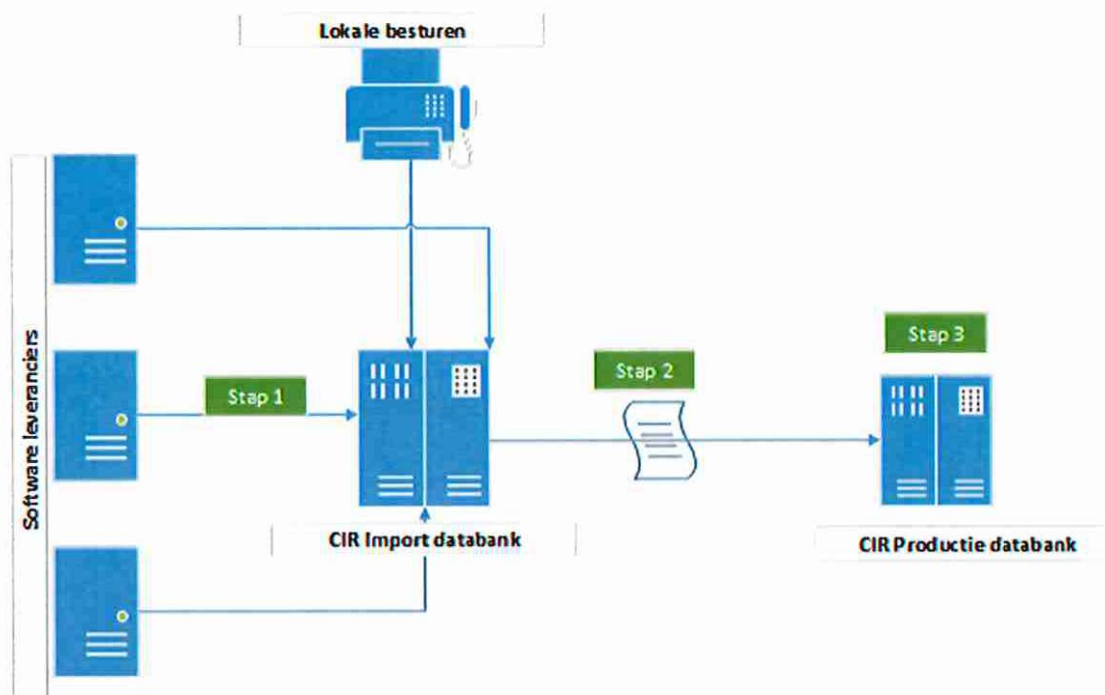 Lokale besturen
Software leveranciers
Stap 1
Stap 2
Stap 3
CIR Import databank
CIR Productie databank